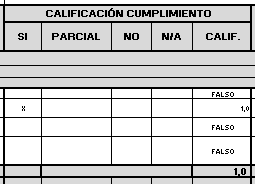 CALIFICACIÓN CUMPLIMIENTO
SI PARCIAL NO N/A CALIF.
FALSO
X 1,0
FALSO
FALSO
1,0